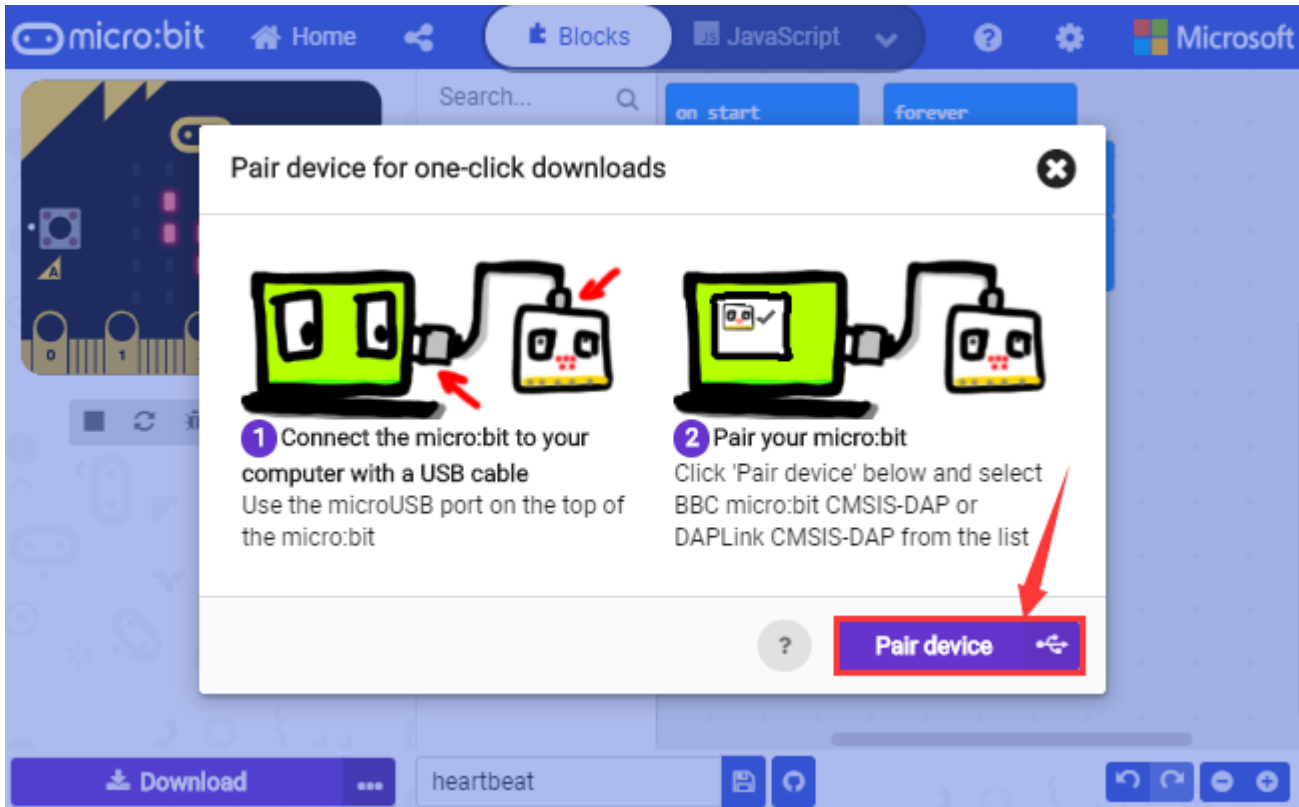 micro:bit Home Blocks JS JavaScript ? Microsoft
Search...
on start forever
Pair device for one-click downloads
A
0 1
1 Connect the micro:bit to your
computer with a USB cable
Use the microUSB port on the top of
the micro:bit
2 Pair your micro:bit
Click 'Pair device' below and select
BBC micro:bit CMSIS-DAP or
DAPLink CMSIS-DAP from the list
? Pair device
Download ... heartbeat